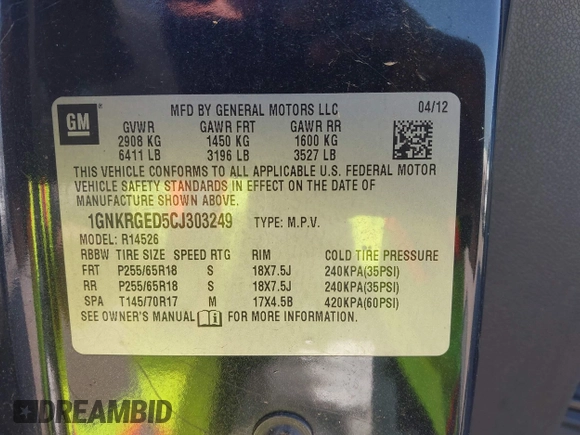 GM
MFD BY GENERAL MOTORS LLC 04/12
GVWR GAWR FRT GAWR RR
2908 KG 1450 KG 1600 KG
6411 LB 3196 LB 3527 LB
THIS VEHICLE CONFORMS TO ALL APPLICABLE U.S. FEDERAL MOTOR
VEHICLE SAFETY STANDARDS IN EFFECT ON THE DATE OF
MANUFACTURE SHOWN ABOVE.
1GNKRGED5CJ303249 TYPE: M.P.V.
MODEL: R14526
RBBW TIRE SIZE SPEED RTG RIM COLD TIRE PRESSURE
FRT P255/65R18 S 18X7.5J 240KPA(35PSI)
RR P255/65R18 S 18X7.5J 240KPA(35PSI)
SPA T145/70R17 M 17X4.5B 420KPA(60PSI)
SEE OWNER'S MANUAL FOR MORE INFORMATION.
DREAMBID